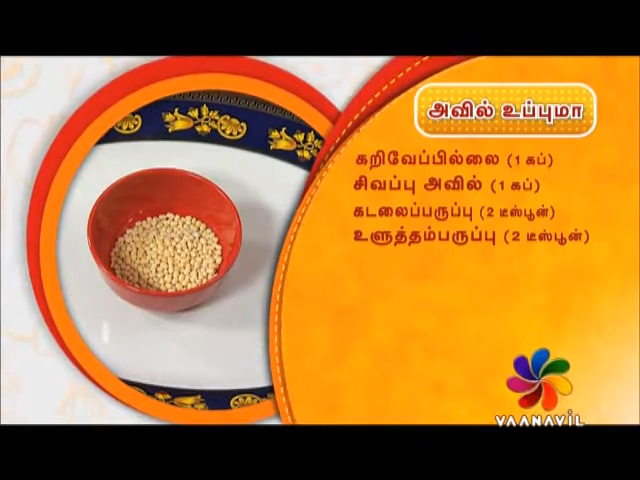 அவில் உப்புமா
கறிவேப்பில்லை (1 கப்)
சிவப்பு அவில் (1 கப்)
கடலைப்பருப்பு (2 டீஸ்பூன்)
உளுத்தம்பருப்பு (2 டீஸ்பூன்)
VAANAViL